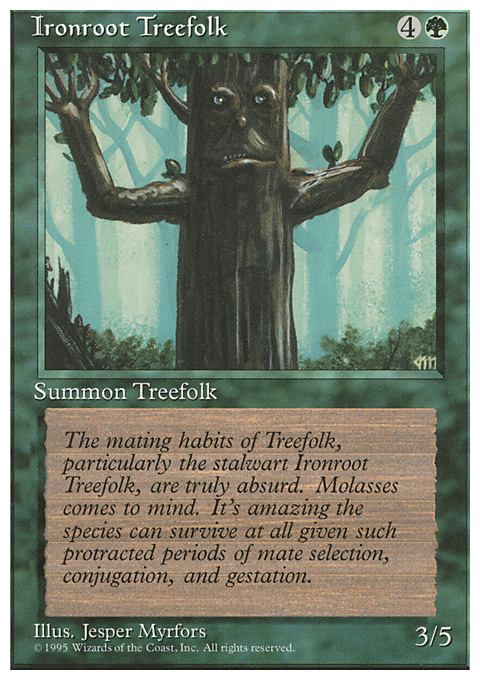 Ironroot Treefolk 4
Summon Treefolk
The mating habits of Treefolk,
particularly the stalwart Ironroot
Treefolk, are truly absurd. Molasses
comes to mind. It's amazing the
species can survive at all given such
protracted periods of mate selection,
conjugation, and gestation.
Illus. Jesper Myrfors
3/5
© 1995 Wizards of the Coast, Inc. All rights reserved.